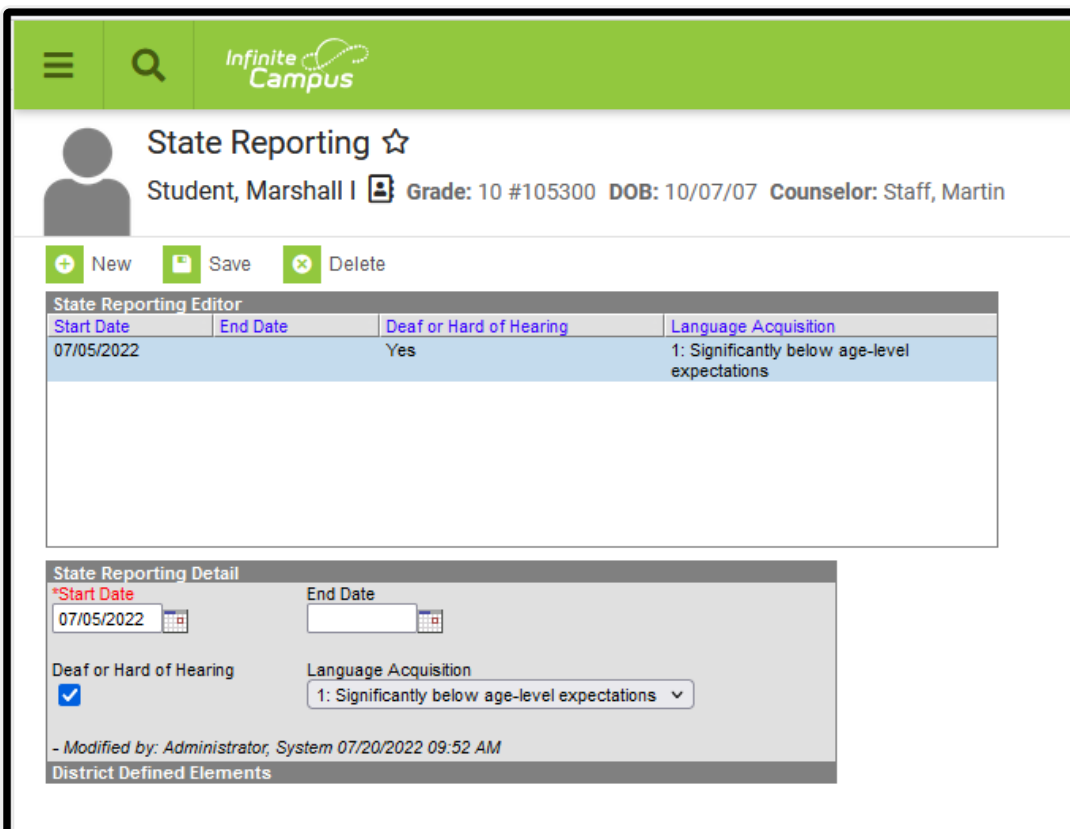 Infinite
Campus
State Reporting
Student, Marshall I Grade: 10 #105300 DOB: 10/07/07 Counselor: Staff, Martin
New Save Delete
State Reporting Editor
Start Date End Date Deaf or Hard of Hearing Language Acquisition
07/05/2022 Yes 1: Significantly below age-level
expectations
State Reporting Detail
*Start Date End Date
07/05/2022
Deaf or Hard of Hearing Language Acquisition
1: Significantly below age-level expectations
- Modified by: Administrator, System 07/20/2022 09:52 AM
District Defined Elements